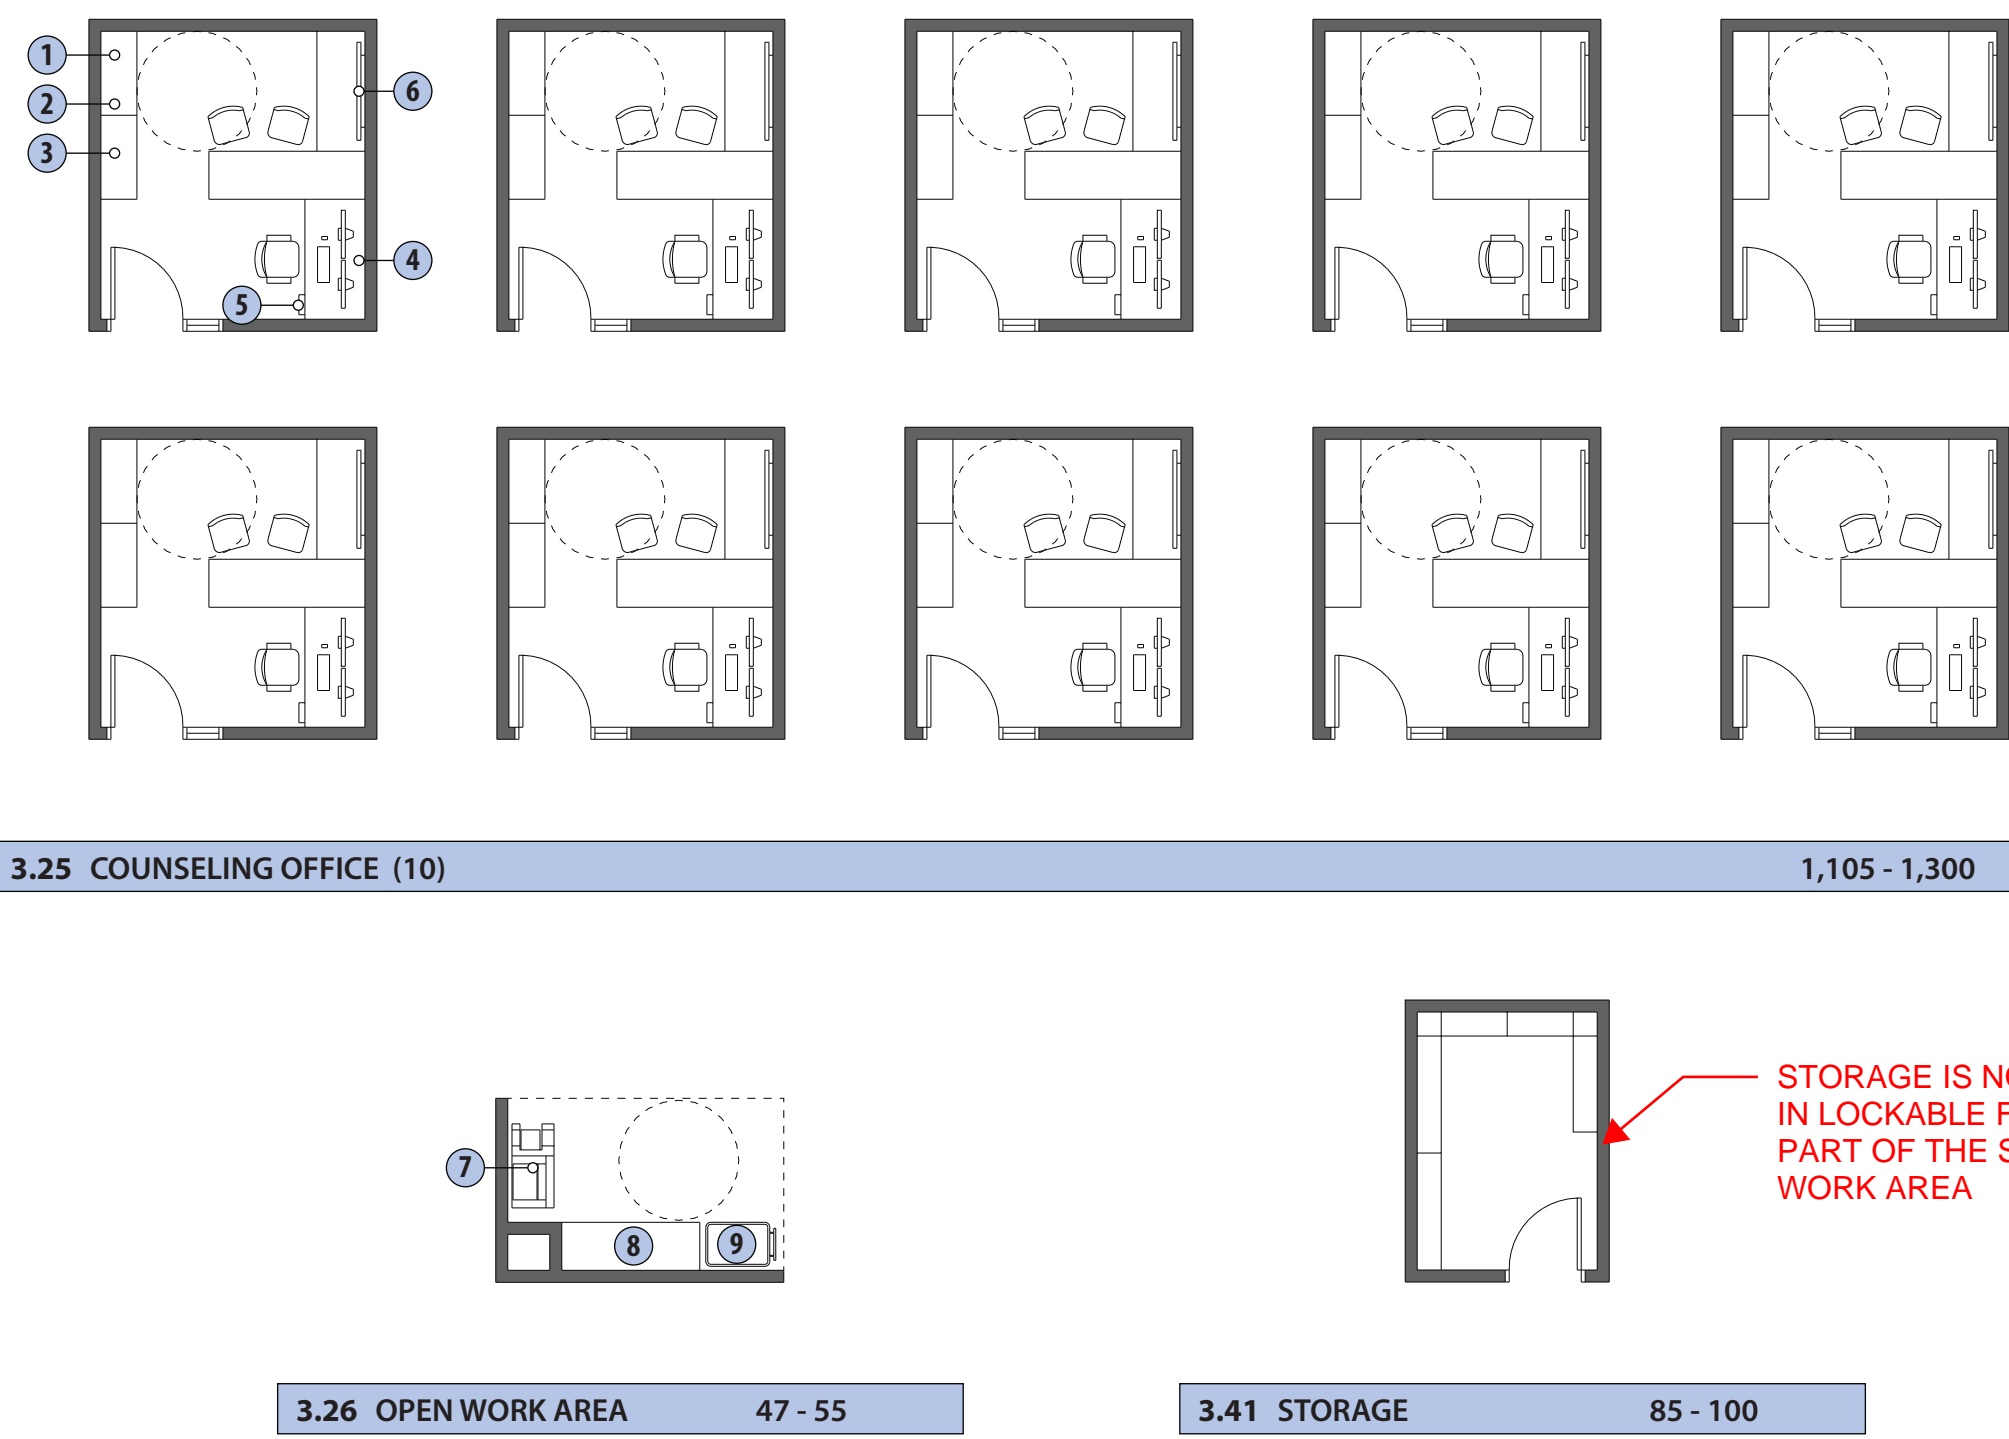 1
2
3
6
4
5
3.25 COUNSELING OFFICE (10) 1,105 - 1,300
STORAGE IS
IN LOCKABLE
PART OF THE
WORK AREA
7
8
9
3.26 OPEN WORK AREA 47 - 55
3.41 STORAGE 85 - 100